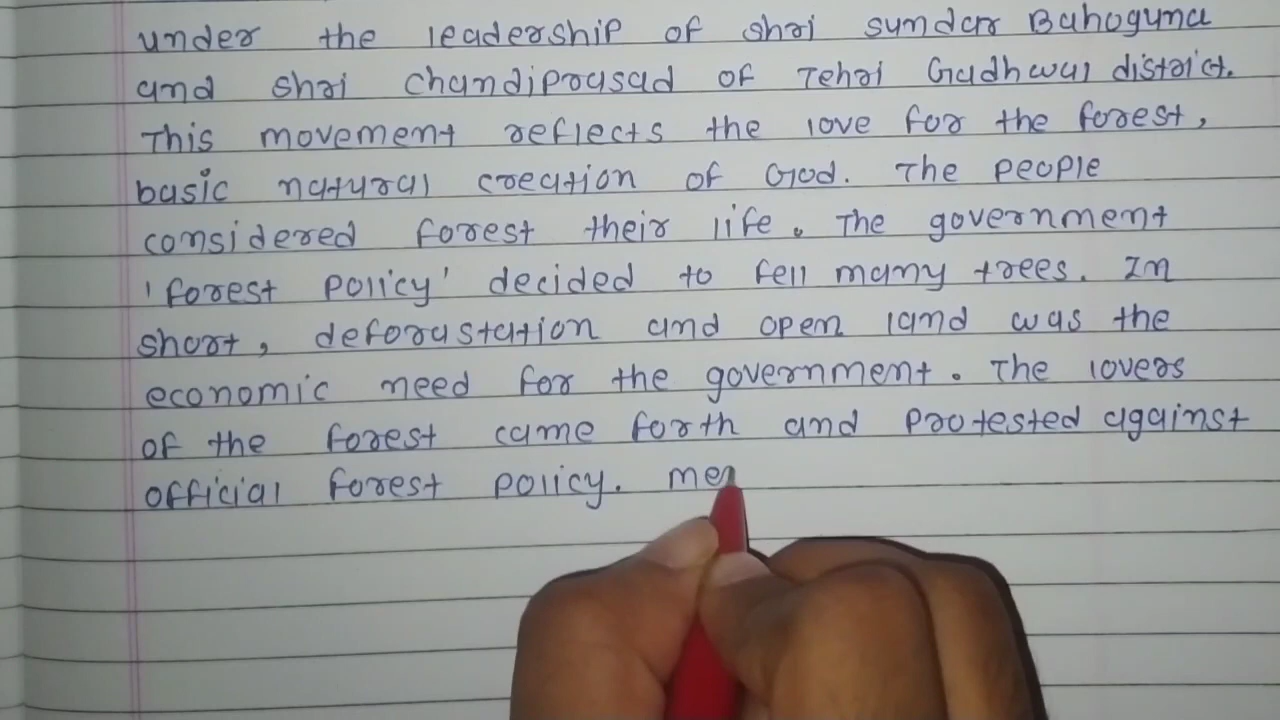 under the leadership of shri sundar Bahoguna
and shri chandiprasad of Tehri Gadhwal district.
This movement reflects the love for the forest,
basic natural creation of God. The people
considered forest their life. The government
'forest policy' decided to fell many trees. In
short, deforastation and open land was the
economic need for the government. The lovers
of the forest came forth and protested against
official forest policy. Me